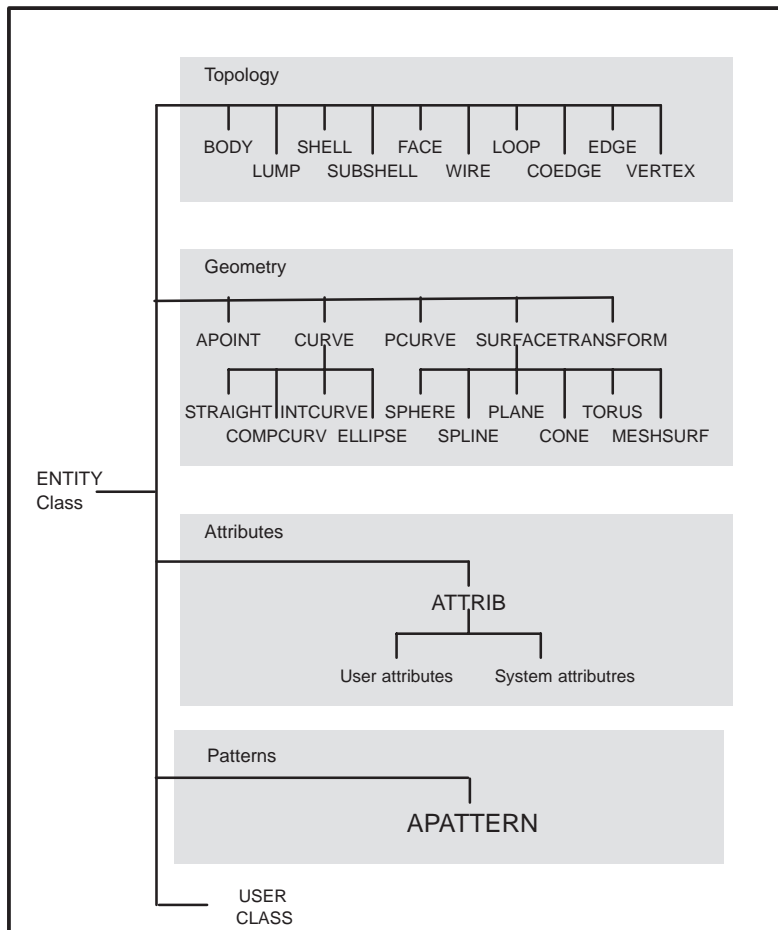 Topology
BODY SHELL FACE LOOP EDGE
LUMP SUBSHELL WIRE COEDGE VERTEX
Geometry
APOINT CURVE PCURVE SURFACETRANSFORM
STRAIGHT INTCURVE SPHERE PLANE TORUS
COMPCURV ELLIPSE SPLINE CONE MESHSURF
ENTITY
Class
Attributes
ATTRIB
User attributes System attributres
Patterns
APATTERN
USER
CLASS